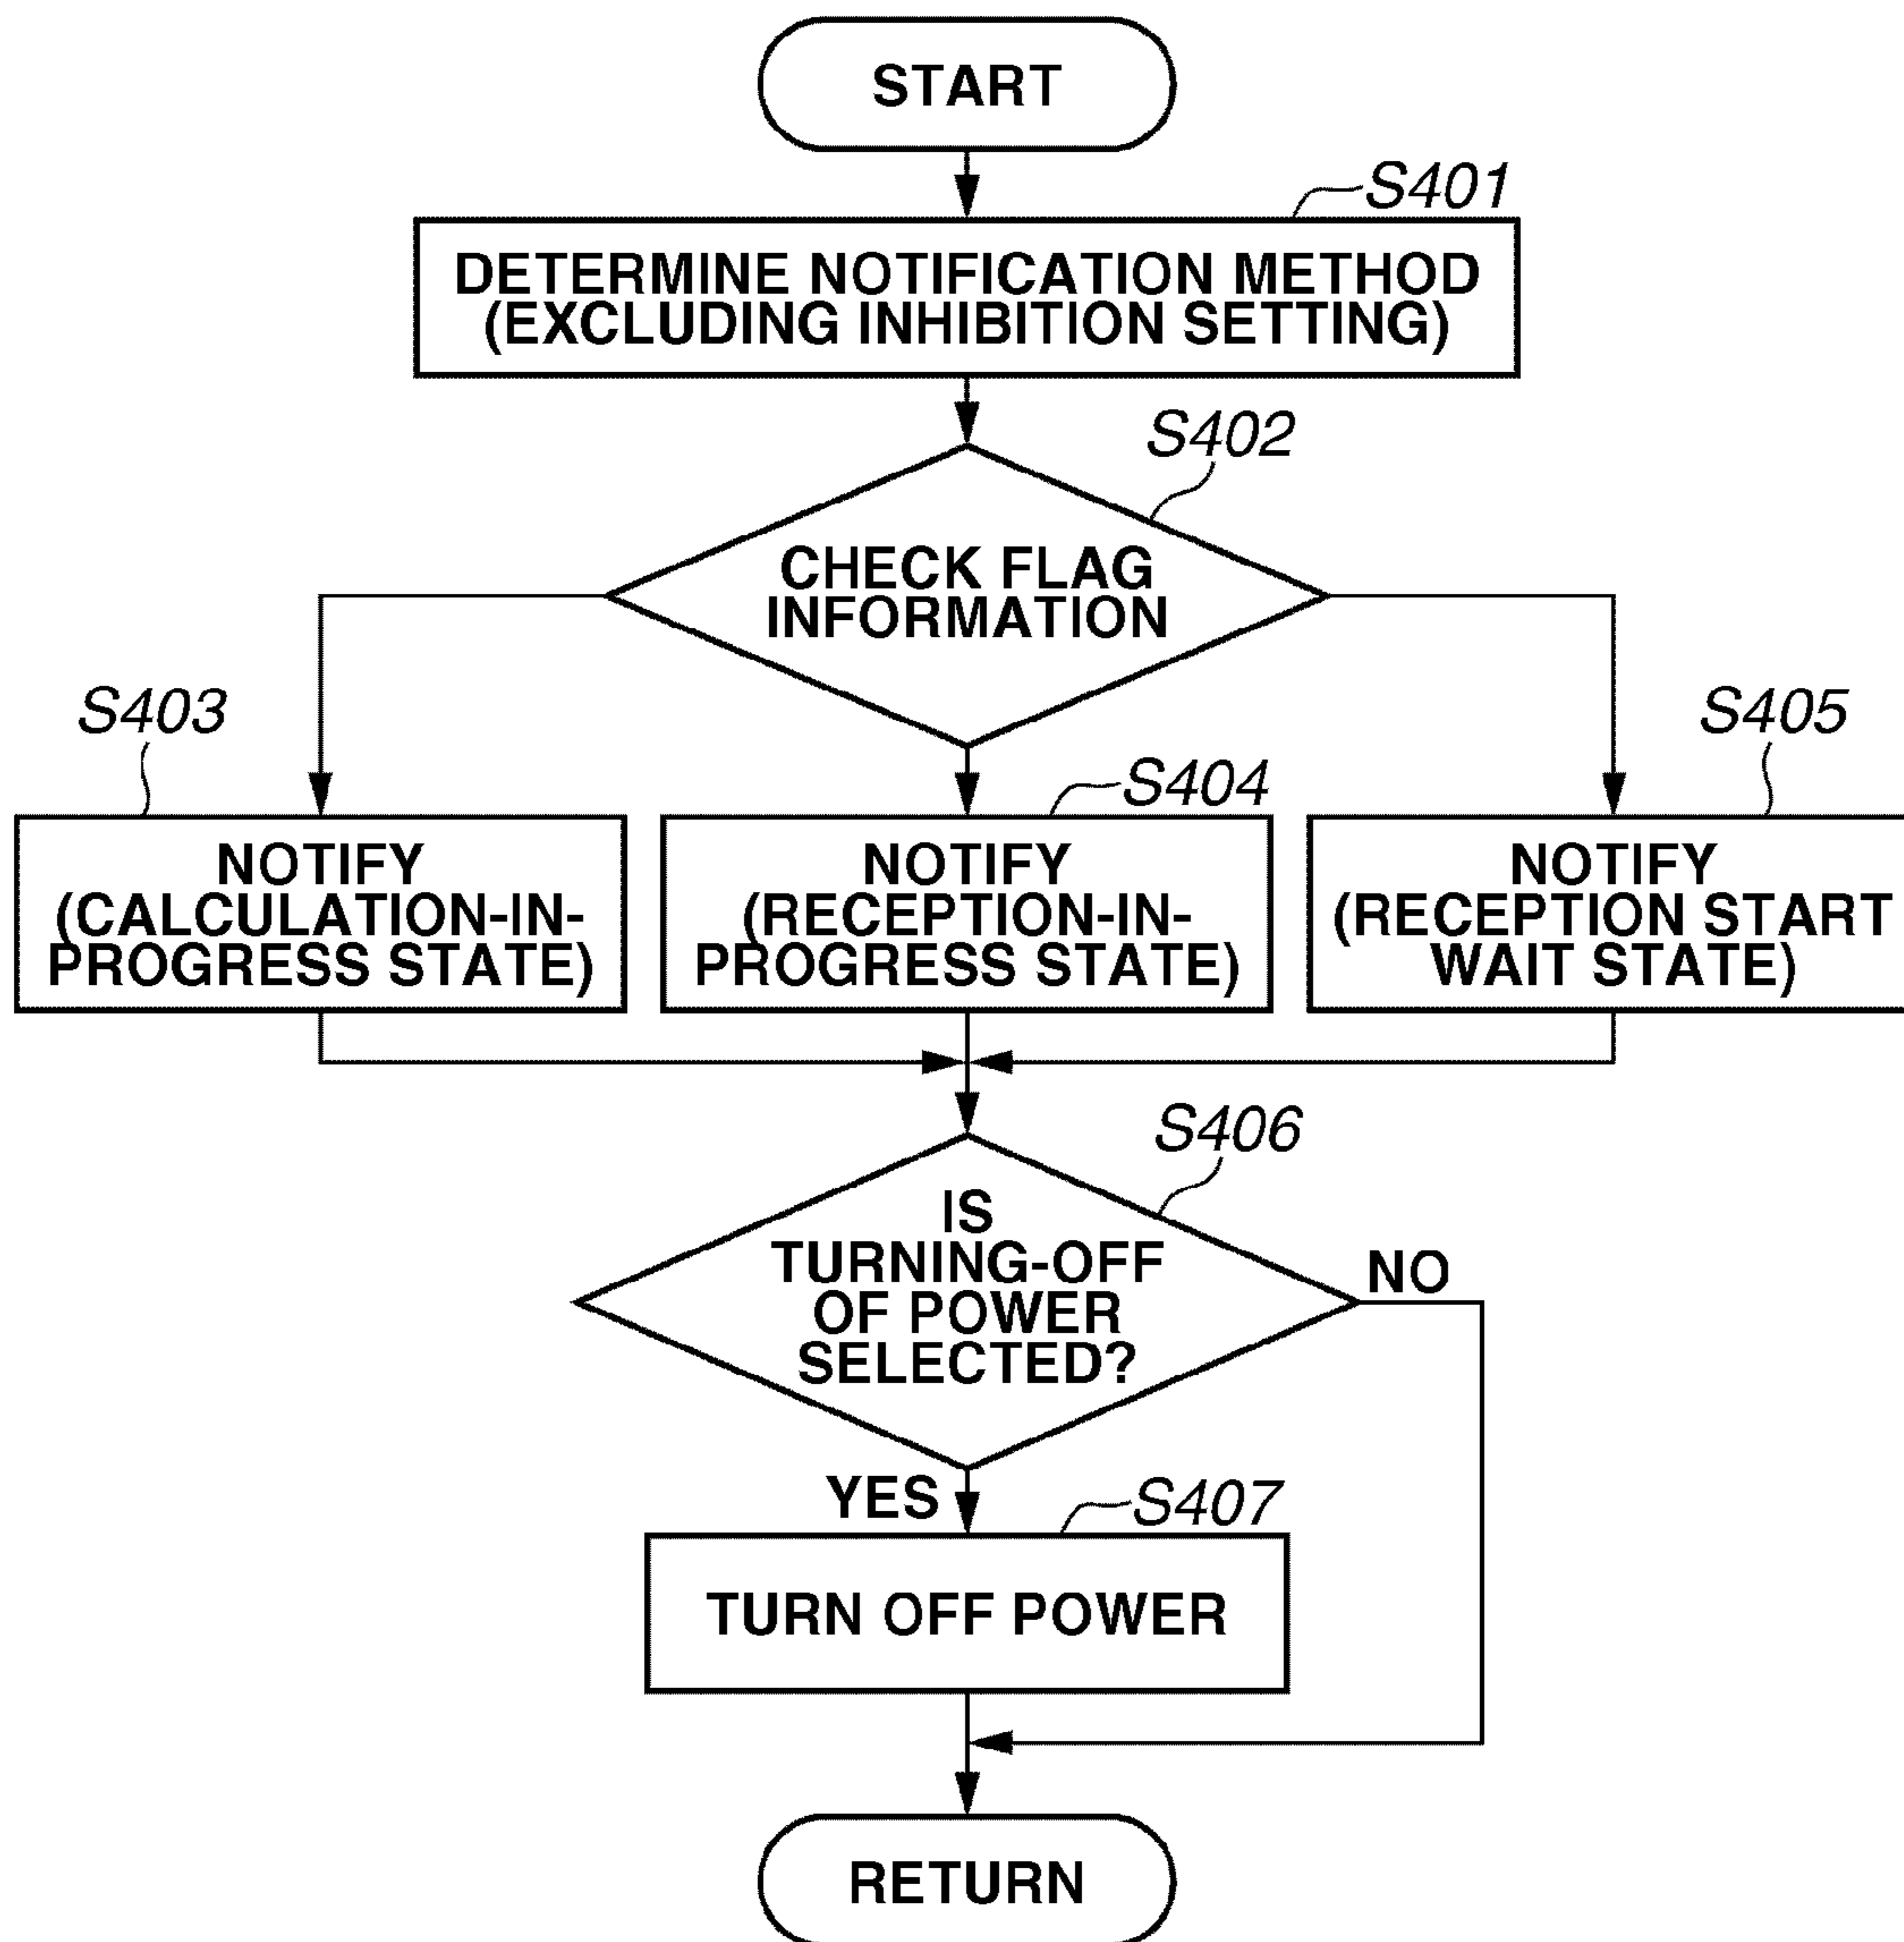 START
S401
DETERMINE NOTIFICATION METHOD
(EXCLUDING INHIBITION SETTING)
S402
CHECK FLAG
INFORMATION
S403
NOTIFY
(CALCULATION-IN-
PROGRESS STATE)
S404
NOTIFY
(RECEPTION-IN-
PROGRESS STATE)
S405
NOTIFY
(RECEPTION START
WAIT STATE)
S406
IS
TURNING-OFF
OF POWER
SELECTED?
NO
YES
S407
TURN OFF POWER
RETURN